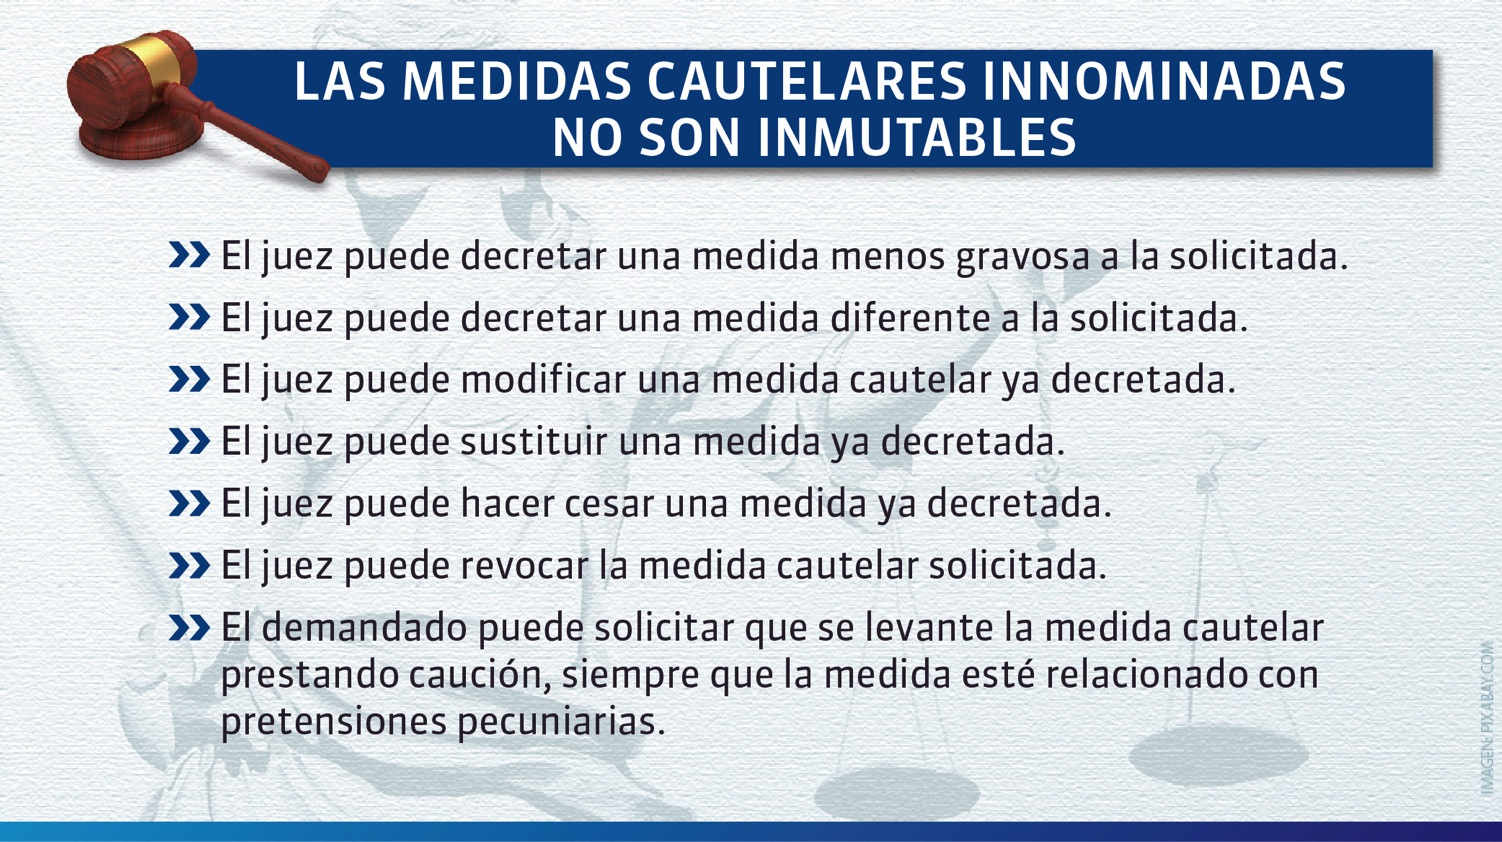 LAS MEDIDAS CAUTELARES INNOMINADAS
NO SON INMUTABLES
El juez puede decretar una medida menos gravosa a la solicitada.
El juez puede decretar una medida diferente a la solicitada.
El juez puede modificar una medida cautelar ya decretada.
El juez puede sustituir una medida ya decretada.
El juez puede hacer cesar una medida ya decretada.
El juez puede revocar la medida cautelar solicitada.
El demandado puede solicitar que se levante la medida cautelar
prestando caución, siempre que la medida esté relacionado con
pretensiones pecuniarias.
IMAGEN: PIXABAY.COM